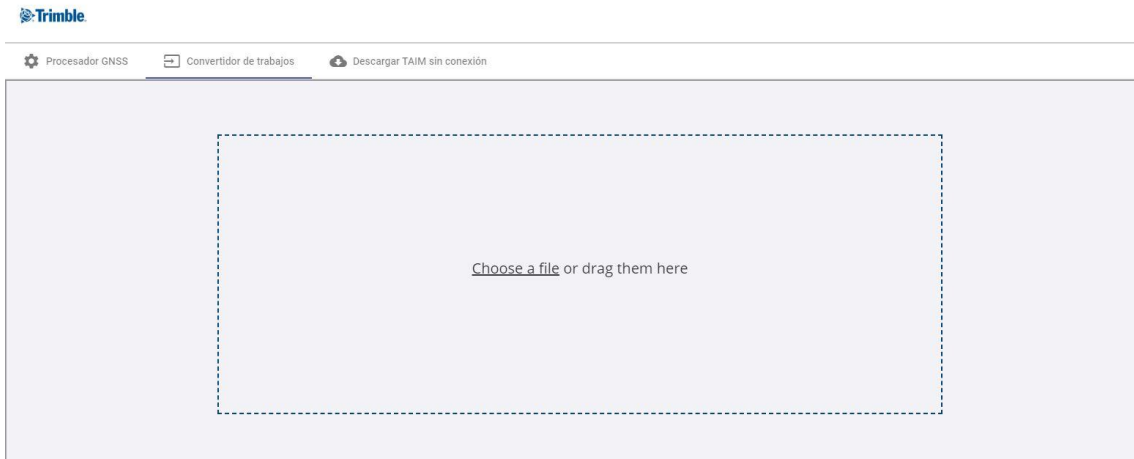 Trimble.
Procesador GNSS Convertidor de trabajos Descargar TAIM sin conexión
Choose a file or drag them here